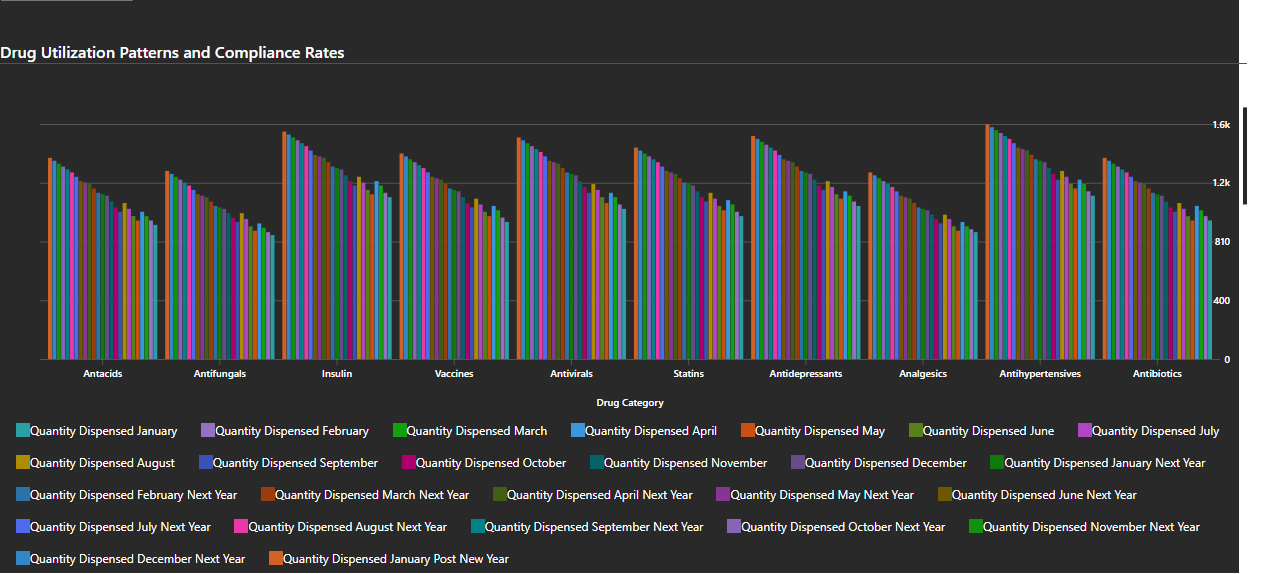 Drug Utilization Patterns and Compliance Rates
1.6k
1.2k
810
400
0
Antacids Antifungals Insulin Vaccines Antivirals Statins Antidepressants Analgesics Antihypertensives Antibiotics
Drug Category
Quantity Dispensed January Quantity Dispensed February Quantity Dispensed March Quantity Dispensed April Quantity Dispensed May Quantity Dispensed June Quantity Dispensed July
Quantity Dispensed August Quantity Dispensed September Quantity Dispensed October Quantity Dispensed November Quantity Dispensed December Quantity Dispensed January Next Year
Quantity Dispensed February Next Year Quantity Dispensed March Next Year Quantity Dispensed April Next Year Quantity Dispensed May Next Year Quantity Dispensed June Next Year
Quantity Dispensed July Next Year Quantity Dispensed August Next Year Quantity Dispensed September Next Year Quantity Dispensed October Next Year Quantity Dispensed November Next Year
Quantity Dispensed December Next Year Quantity Dispensed January Post New Year